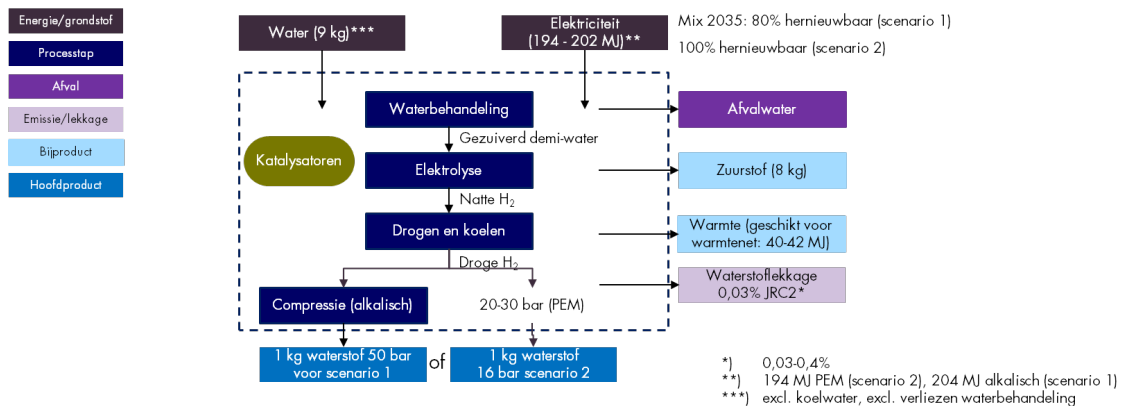 Energie/grondstof
Processtap
Afval
Emissie/lekkage
Bijproduct
Hoofdproduct
Water (9 kg)***
Elektriciteit
(194 - 202 MJ)**
Mix 2035: 80% hernieuwbaar (scenario 1)
100% hernieuwbaar (scenario 2)
Waterbehandeling
Afvalwater
Gezuiverd demi-water
Katalysatoren
Elektrolyse
Zuurstof (8 kg)
Natte H₂
Drogen en koelen
Warmte (geschikt voor
warmtenet: 40-42 MJ)
Droge H₂
Waterstoflekkage
0,03% JRC2*
Compressie (alkalisch)
20-30 bar (PEM)
1 kg waterstof 50 bar
voor scenario 1
of
1 kg waterstof
16 bar scenario 2
*) 0,03-0,4%
**) 194 MJ PEM (scenario 2), 204 MJ alkalisch (scenario 1)
***) excl. koelwater, excl. verliezen waterbehandeling